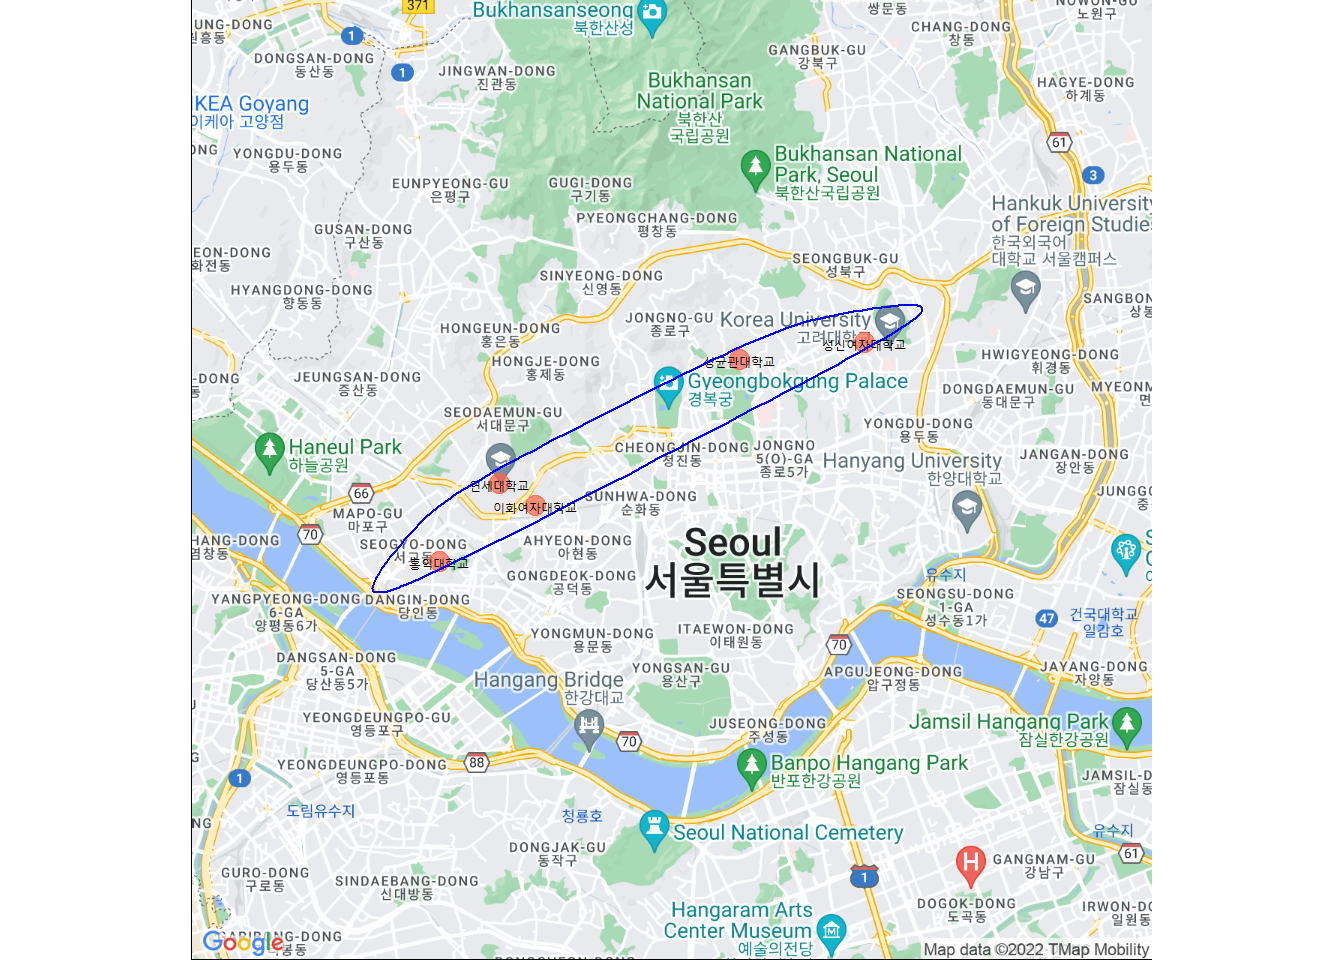 371
Bukhansanseong
북한산성
쌍문동
노원구
1
DONGSAN-DONG
동산동
1
JINGWAN-DONG
진관동
GANGBUK-GU
강북구
CHANG-DONG
창동
HAGYE-DONG
하계동
IKEA Goyang
이케아 고양점
Bukhansan
National Park
북한산
국립공원
61
YONGDU-DONG
용두동
EUNPYEONG-GU
은평구
GUGI-DONG
구기동
Bukhansan National
Park, Seoul
북한산국립공원
3
PYEONGCHANG-DONG
평창동
Hankuk University
of Foreign Studies
한국외국어
대학교 서울캠퍼스
GUSAN-DONG
구산동
EON-DONG
화전동
SEONGBUK-GU
성북구
SINYEONG-DONG
신영동
HYANGDONG-DONG
향동동
SANGBON
상동
HONGEUN-DONG
홍은동
JONGNO-GU
종로구
Korea University
고려대학교
성신여자대학교
성균관대학교
HONGJE-DONG
홍제동
HWIGYEONG-DONG
휘경동
JEUNGSAN-DONG
증산동
Gyeongbokgung Palace
경복궁
DONGDAEMUN-GU
동대문구
MYEONM
면
SEODAEMUN-GU
서대문구
YONGDU-DONG
용두동
Haneul Park
하늘공원
CHEONGJIN-DONG
청진동
JONGNO
5(O)-GA
종로5가
Hanyang University
한양대학교
JANGAN-DONG
장안동
66
연세대학교
이화여자대학교
SUNHWA-DONG
순화동
JUNGGO
중
MAPO-GU
마포구
70
HANG-DONG
염창동
SEOGYO-DONG
서교동
홍익대학교
AHYEON-DONG
아현동
Seoul
서울특별시
GONGDEOK-DONG
공덕동
유수지
YANGPYEONG-DONG
6-GA
양평동6가
DANGIN-DONG
당인동
SEONGSU-DONG
1-GA
성수동1가
47
건국대학교
일감호
YONGMUN-DONG
용문동
ITAEWON-DONG
이태원동
70
DANGSAN-DONG
5-GA
당산동5가
YONGSAN-GU
용산구
APGUJEONG-DONG
압구정동
JAYANG-DONG
자양동
Hangang Bridge
한강대교
YEONGDEUNGPO-GU
영등포구
JUSEONG-DONG
주성동
Jamsil Hangang Park
잠실한강공원
70
88
YEONGDEUNGPO-DONG
영등포동
1
Banpo Hangang Park
반포한강공원
JAMSIL-D
잠실동
도림유수지
청룡호
Seoul National Cemetery
유수지
61
DONGJAK-GU
동작구
GANGNAM-GU
강남구
GURO-DONG
구로동
SINDAEBANG-DONG
신대방동
1
H
DOGOK-DONG
도곡동
IRWON-DO
일원동
Hangaram Arts
Center Museum
예술의전당
Google
Map data ©2022 TMap Mobility